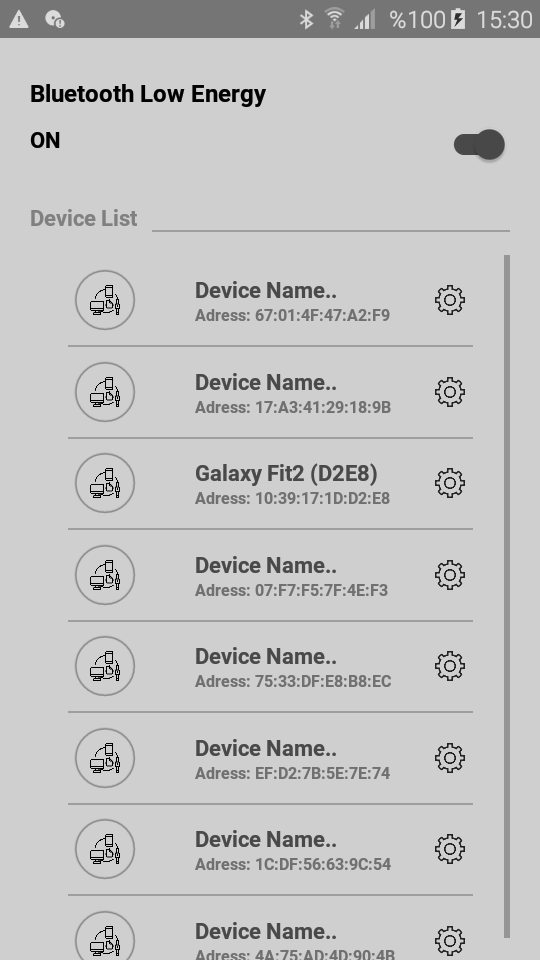 %100 15:30
Bluetooth Low Energy
ON
Device List
Device Name..
Adress: 67:01:4F:47:A2:F9
Device Name..
Adress: 17:A3:41:29:18:9B
Galaxy Fit2 (D2E8)
Adress: 10:39:17:1D:D2:E8
Device Name..
Adress: 07:F7:F5:7F:4E:F3
Device Name..
Adress: 75:33:DF:E8:B8:EC
Device Name..
Adress: EF:D2:7B:5E:7E:74
Device Name..
Adress: 1C:DF:56:63:9C:54
Device Name..
Adress: 4A:75:AD:4D:90:4B